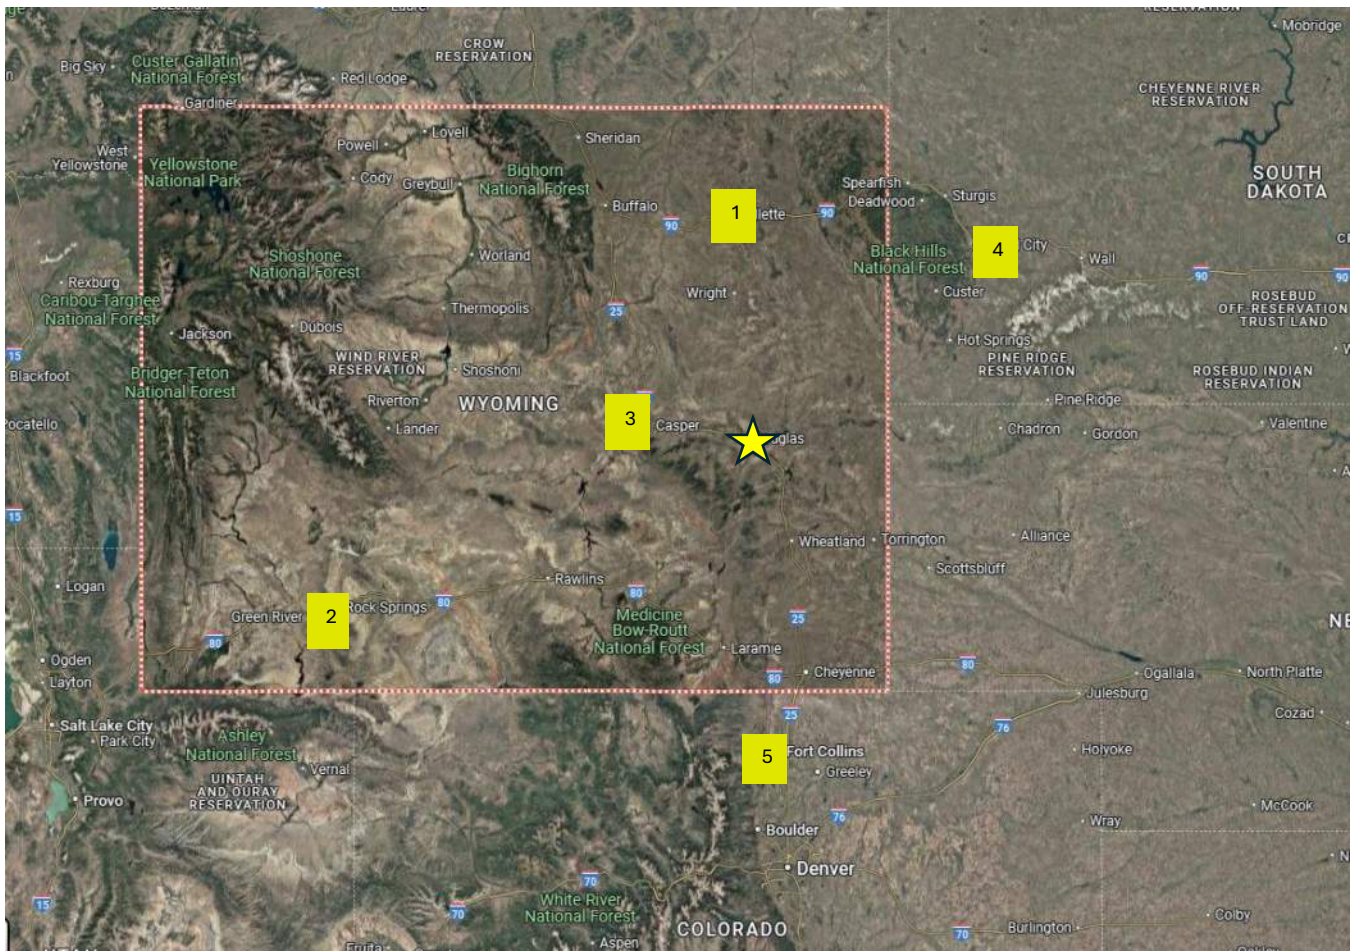 CROW
RESERVATION
Mobridge
Big Sky
Custer Gallatin
National Forest
Red Lodge
CHEYENNE RIVER
RESERVATION
Gardiner
Lovell
Sheridan
Powell
West
Yellowstone
Yellowstone
National Park
Cody
Greybull
Bighorn
National Forest
SOUTH
DAKOTA
Spearfish
Deadwood
Sturgis
Buffalo
90
1
llette
90
4
City
Wall
Black Hills
National Forest
Shoshone
National Forest
Worland
90
90
Rexburg
Caribou-Targhee
National Forest
Wright
Custer
ROSEBUD
OFF-RESERVATION
TRUST LAND
Thermopolis
25
Jackson
Dubois
Hot Springs
15
Blackfoot
WIND RIVER
RESERVATION
Shoshoni
PINE RIDGE
RESERVATION
ROSEBUD INDIAN
RESERVATION
Bridger-Teton
National Forest
Riverton
WYOMING
Pine Ridge
3
Casper
Pocatello
Lander
uglas
Chadron
Gordon
Valentine
15
Wheatland
Torrington
Alliance
Scottsbluff
Logan
Rawlins
80
80
Green River
2
Rock Springs
80
Medicine
Bow-Routt
National Forest
25
NE
Laramie
Ogden
Layton
80
Cheyenne
80
Ogallala
North Platte
Julesburg
Salt Lake City
Park City
25
76
Cozad
Ashley
National Forest
5
Fort Collins
Holyoke
Vernal
Greeley
UINTAH
AND OURAY
RESERVATION
Provo
McCook
76
Wray
Boulder
Denver
70
15
70
White River
National Forest
COLORADO
Burlington
Colby
70
Fruita
Aspen